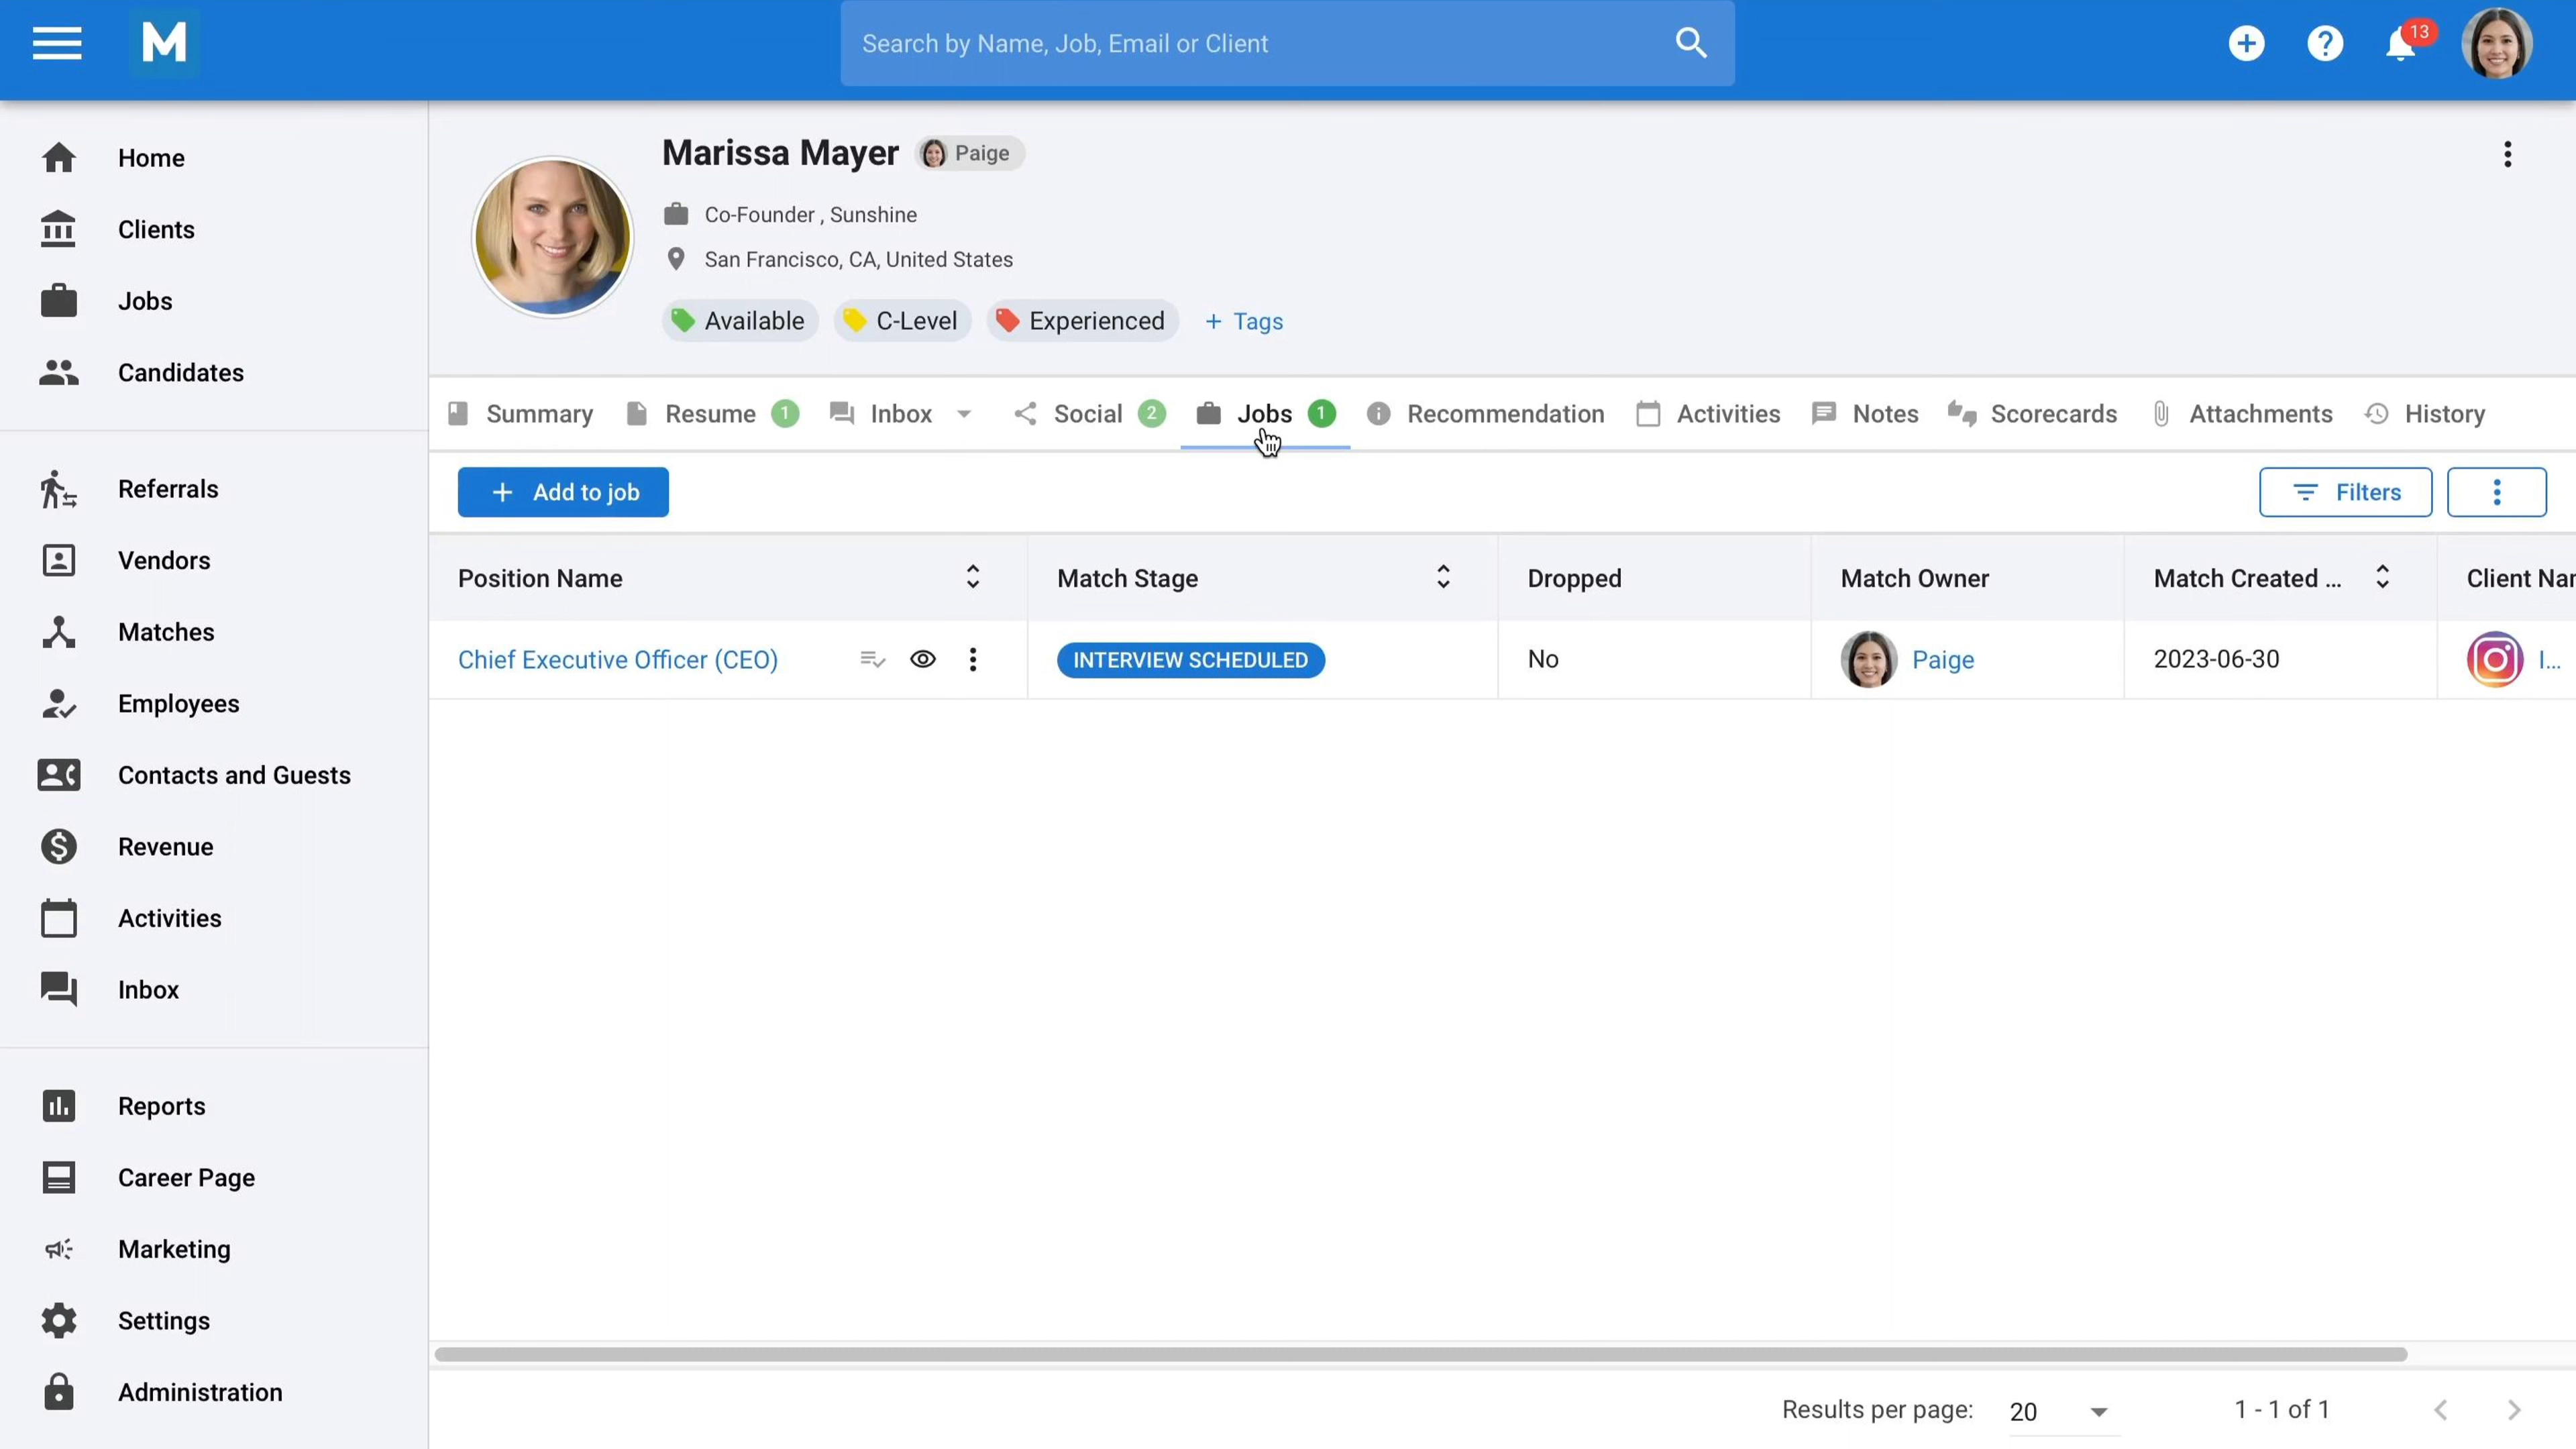 M
Search by Name, Job, Email or Client
13
Home
Clients
Jobs
Candidates
Referrals
Vendors
Matches
Employees
Contacts and Guests
Revenue
Activities
Inbox
Reports
Career Page
Marketing
Settings
Administration
Marissa Mayer Paige
Co-Founder , Sunshine
San Francisco, CA, United States
Available C-Level Experienced + Tags
Summary Resume 1 Inbox Social 2 Jobs 1 Recommendation Activities Notes Scorecards Attachments History
+ Add to job Filters
Position Name Match Stage Dropped Match Owner Match Created ... Client Nan
Chief Executive Officer (CEO) INTERVIEW SCHEDULED No Paige 2023-06-30 I...
Results per page: 20 1 - 1 of 1